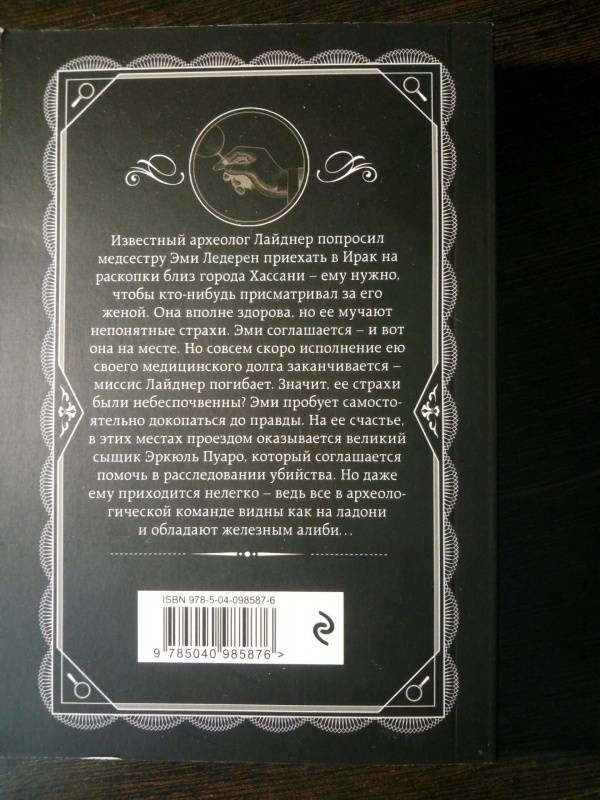 Известный археолог Лайднер попросил
медсестру Эми Ледерен приехать в Ирак на
раскопки близ города Хассани – ему нужно,
чтобы кто-нибудь присматривал за его
женой. Она вполне здорова, но ее мучают
непонятные страхи. Эми соглашается – и вот
она на месте. Но совсем скоро исполнение ею
своего медицинского долга заканчивается –
миссис Лайднер погибает. Значит, ее страхи
были небеспочвенны? Эми пробует самосто-
ятельно докопаться до правды. На ее счастье,
в этих местах проездом оказывается великий
сыщик Эркюль Пуаро, который соглашается
помочь в расследовании убийства. Но даже
ему приходится нелегко – ведь все в археоло-
гической команде видны как на ладони
и обладают железным алиби…
ISBN 978-5-04-098587-6
9 785040 985876 >